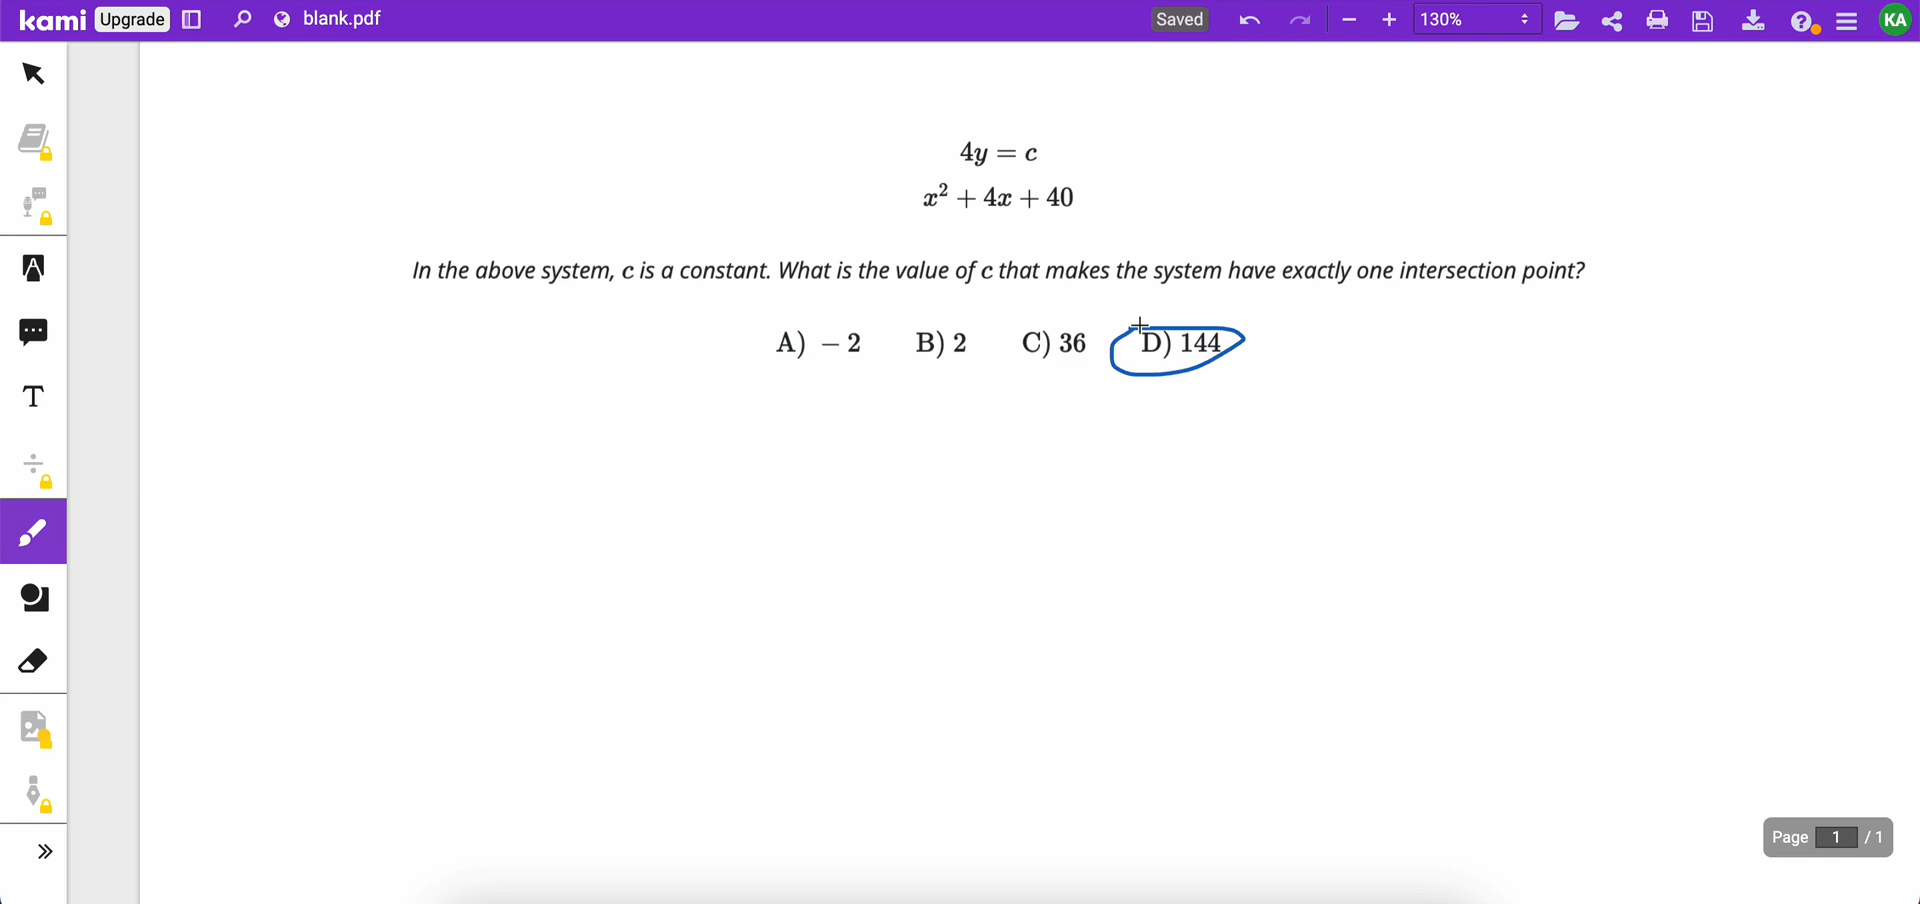 kami Upgrade blank.pdf Saved 130% KA
4y = c
x² + 4x + 40
In the above system, c is a constant. What is the value of c that makes the system have exactly one intersection point?
A) − 2 B) 2 C) 36 D) 144
T
Page 1 / 1